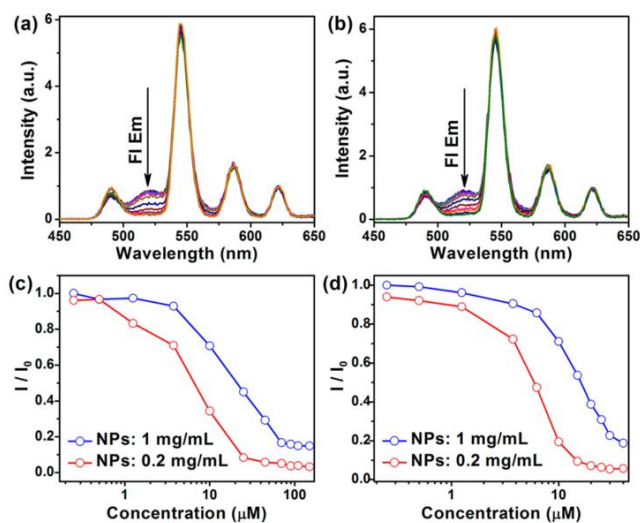 (a)
Fl Em
Intensity (a.u.)
6
4
2
0
450 500 550 600 650
Wavelength (nm)
(b)
Fl Em
Intensity (a.u.)
6
4
2
0
450 500 550 600 650
Wavelength (nm)
(c)
I / I0
1.0
0.8
0.6
0.4
0.2
0.0
NPs: 1 mg/mL
NPs: 0.2 mg/mL
1 10 100
Concentration (μM)
(d)
I / I0
1.0
0.8
0.6
0.4
0.2
0.0
NPs: 1 mg/mL
NPs: 0.2 mg/mL
1 10
Concentration (μM)